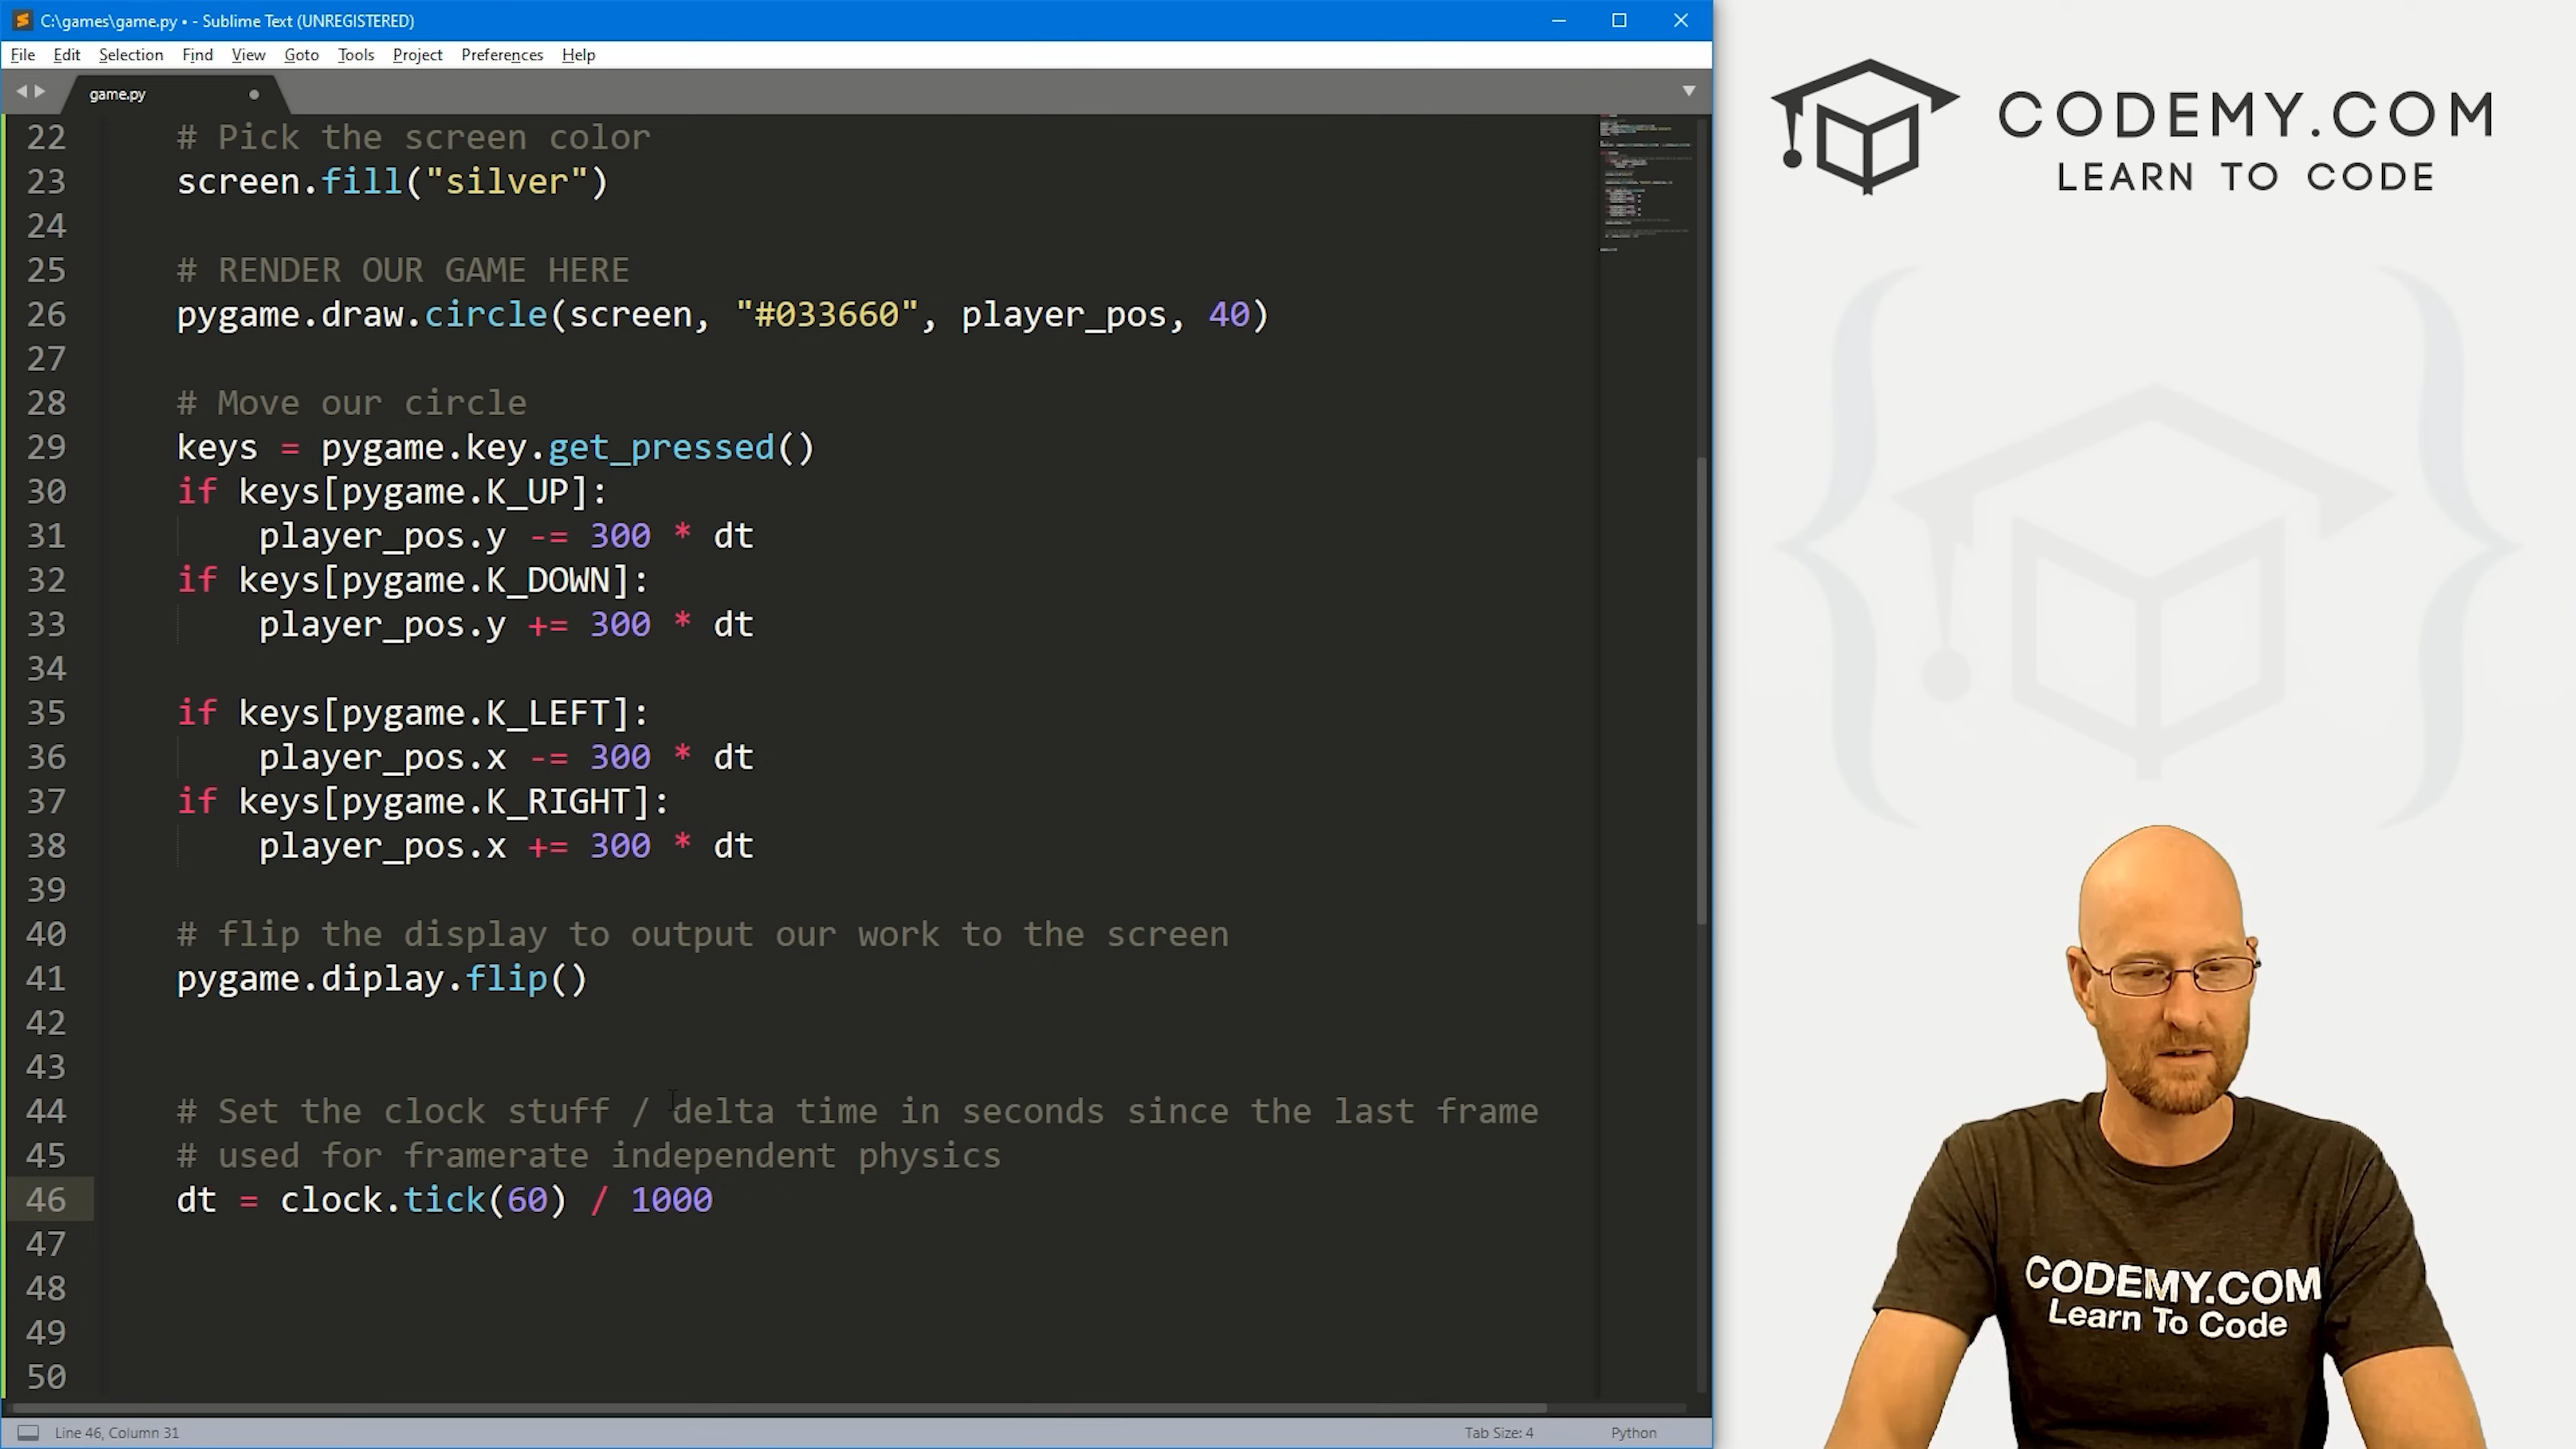 C:\games\game.py • - Sublime Text (UNREGISTERED)
File Edit Selection Find View Goto Tools Project Preferences Help
game.py
22 # Pick the screen color
23 screen.fill("silver")
24
25 # RENDER OUR GAME HERE
26 pygame.draw.circle(screen, "#033660", player_pos, 40)
27
28 # Move our circle
29 keys = pygame.key.get_pressed()
30 if keys[pygame.K_UP]:
31 player_pos.y -= 300 * dt
32 if keys[pygame.K_DOWN]:
33 player_pos.y += 300 * dt
34
35 if keys[pygame.K_LEFT]:
36 player_pos.x -= 300 * dt
37 if keys[pygame.K_RIGHT]:
38 player_pos.x += 300 * dt
39
40 # flip the display to output our work to the screen
41 pygame.diplay.flip()
42
43
44 # Set the clock stuff / delta time in seconds since the last frame
45 # used for framerate independent physics
46 dt = clock.tick(60) / 1000
47
48
49
50
Line 46, Column 31
Tab Size: 4
Python
CODEMY.COM
LEARN TO CODE
CODEMY.COM
Learn To Code